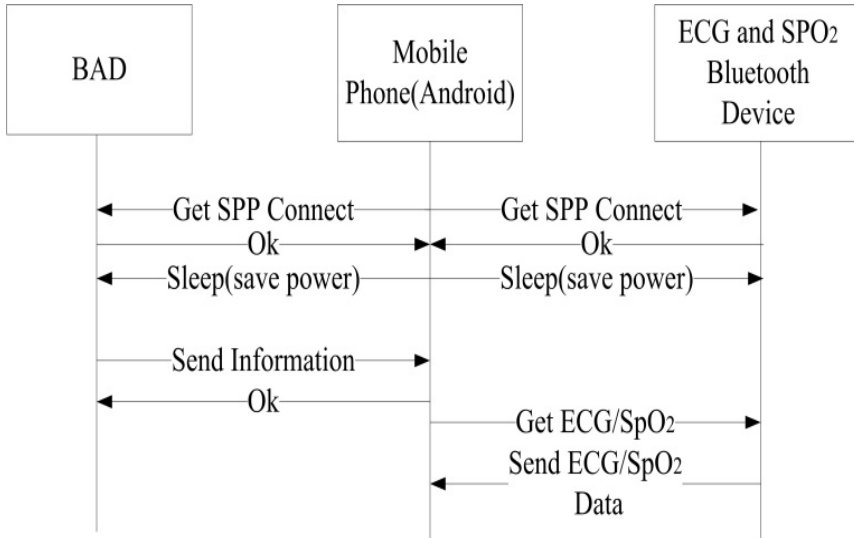 BAD
Mobile
Phone(Android)
ECG and SPO₂
Bluetooth
Device
Get SPP Connect
Get SPP Connect
Ok
Ok
Sleep(save power)
Sleep(save power)
Send Information
Ok
Get ECG/SpO₂
Send ECG/SpO₂
Data